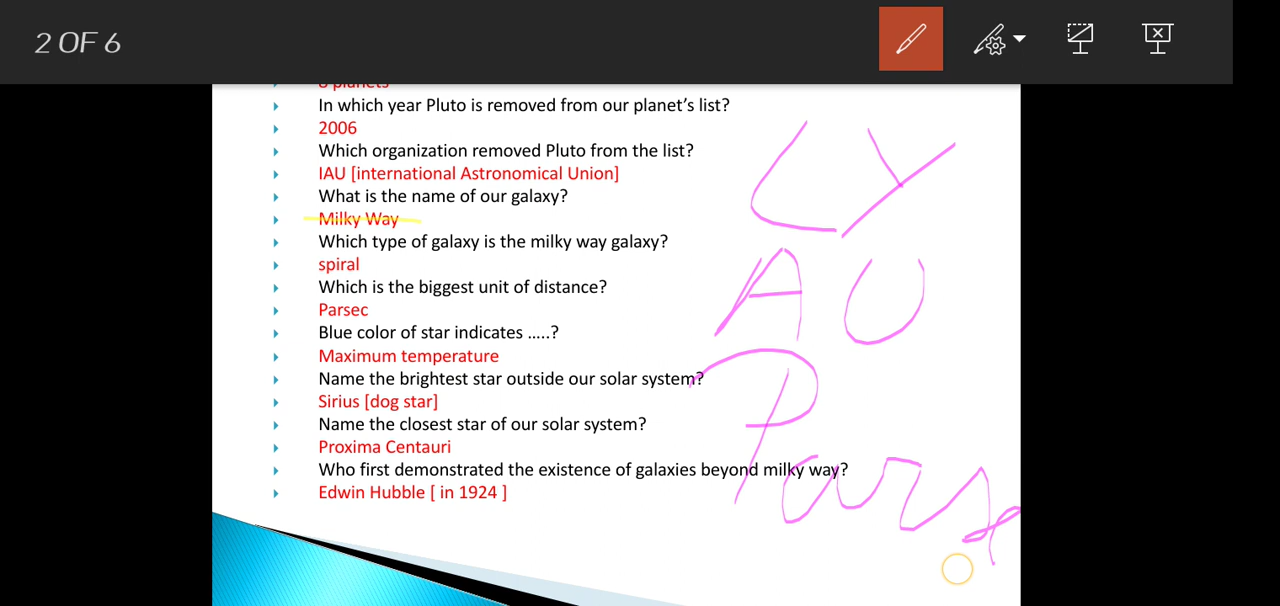 2 OF 6
8 planets
In which year Pluto is removed from our planet's list?
2006
Which organization removed Pluto from the list?
IAU [international Astronomical Union]
What is the name of our galaxy?
Milky Way
Which type of galaxy is the milky way galaxy?
spiral
Which is the biggest unit of distance?
Parsec
Blue color of star indicates .....?
Maximum temperature
Name the brightest star outside our solar system?
Sirius [dog star]
Name the closest star of our solar system?
Proxima Centauri
Who first demonstrated the existence of galaxies beyond milky way?
Edwin Hubble [ in 1924 ]
LY
AU